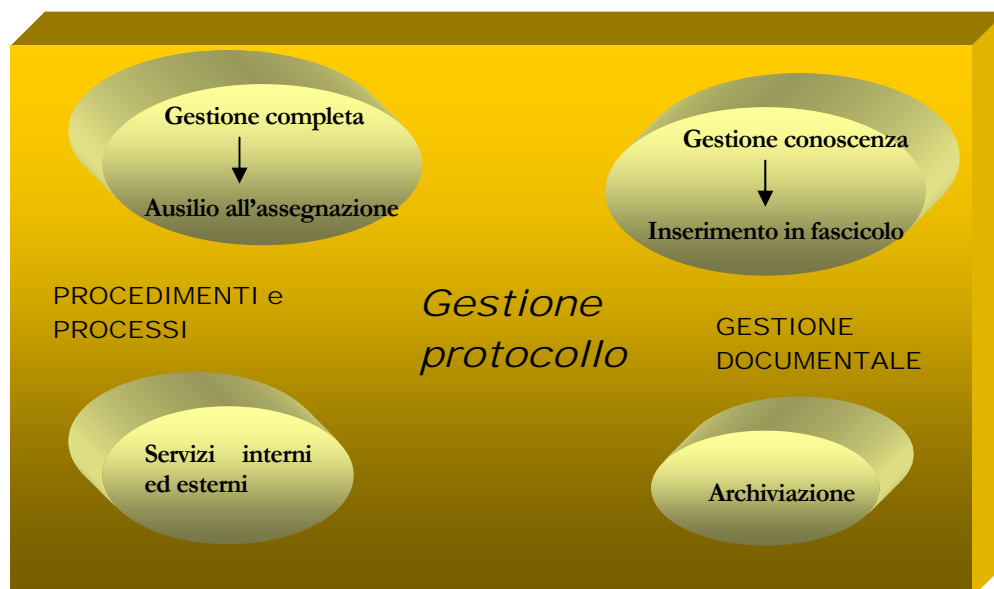 Gestione completa
Ausilio all’assegnazione
Gestione conoscenza
Inserimento in fascicolo
PROCEDIMENTI e
PROCESSI
Gestione
protocollo
GESTIONE
DOCUMENTALE
Servizi interni
ed esterni
Archiviazione